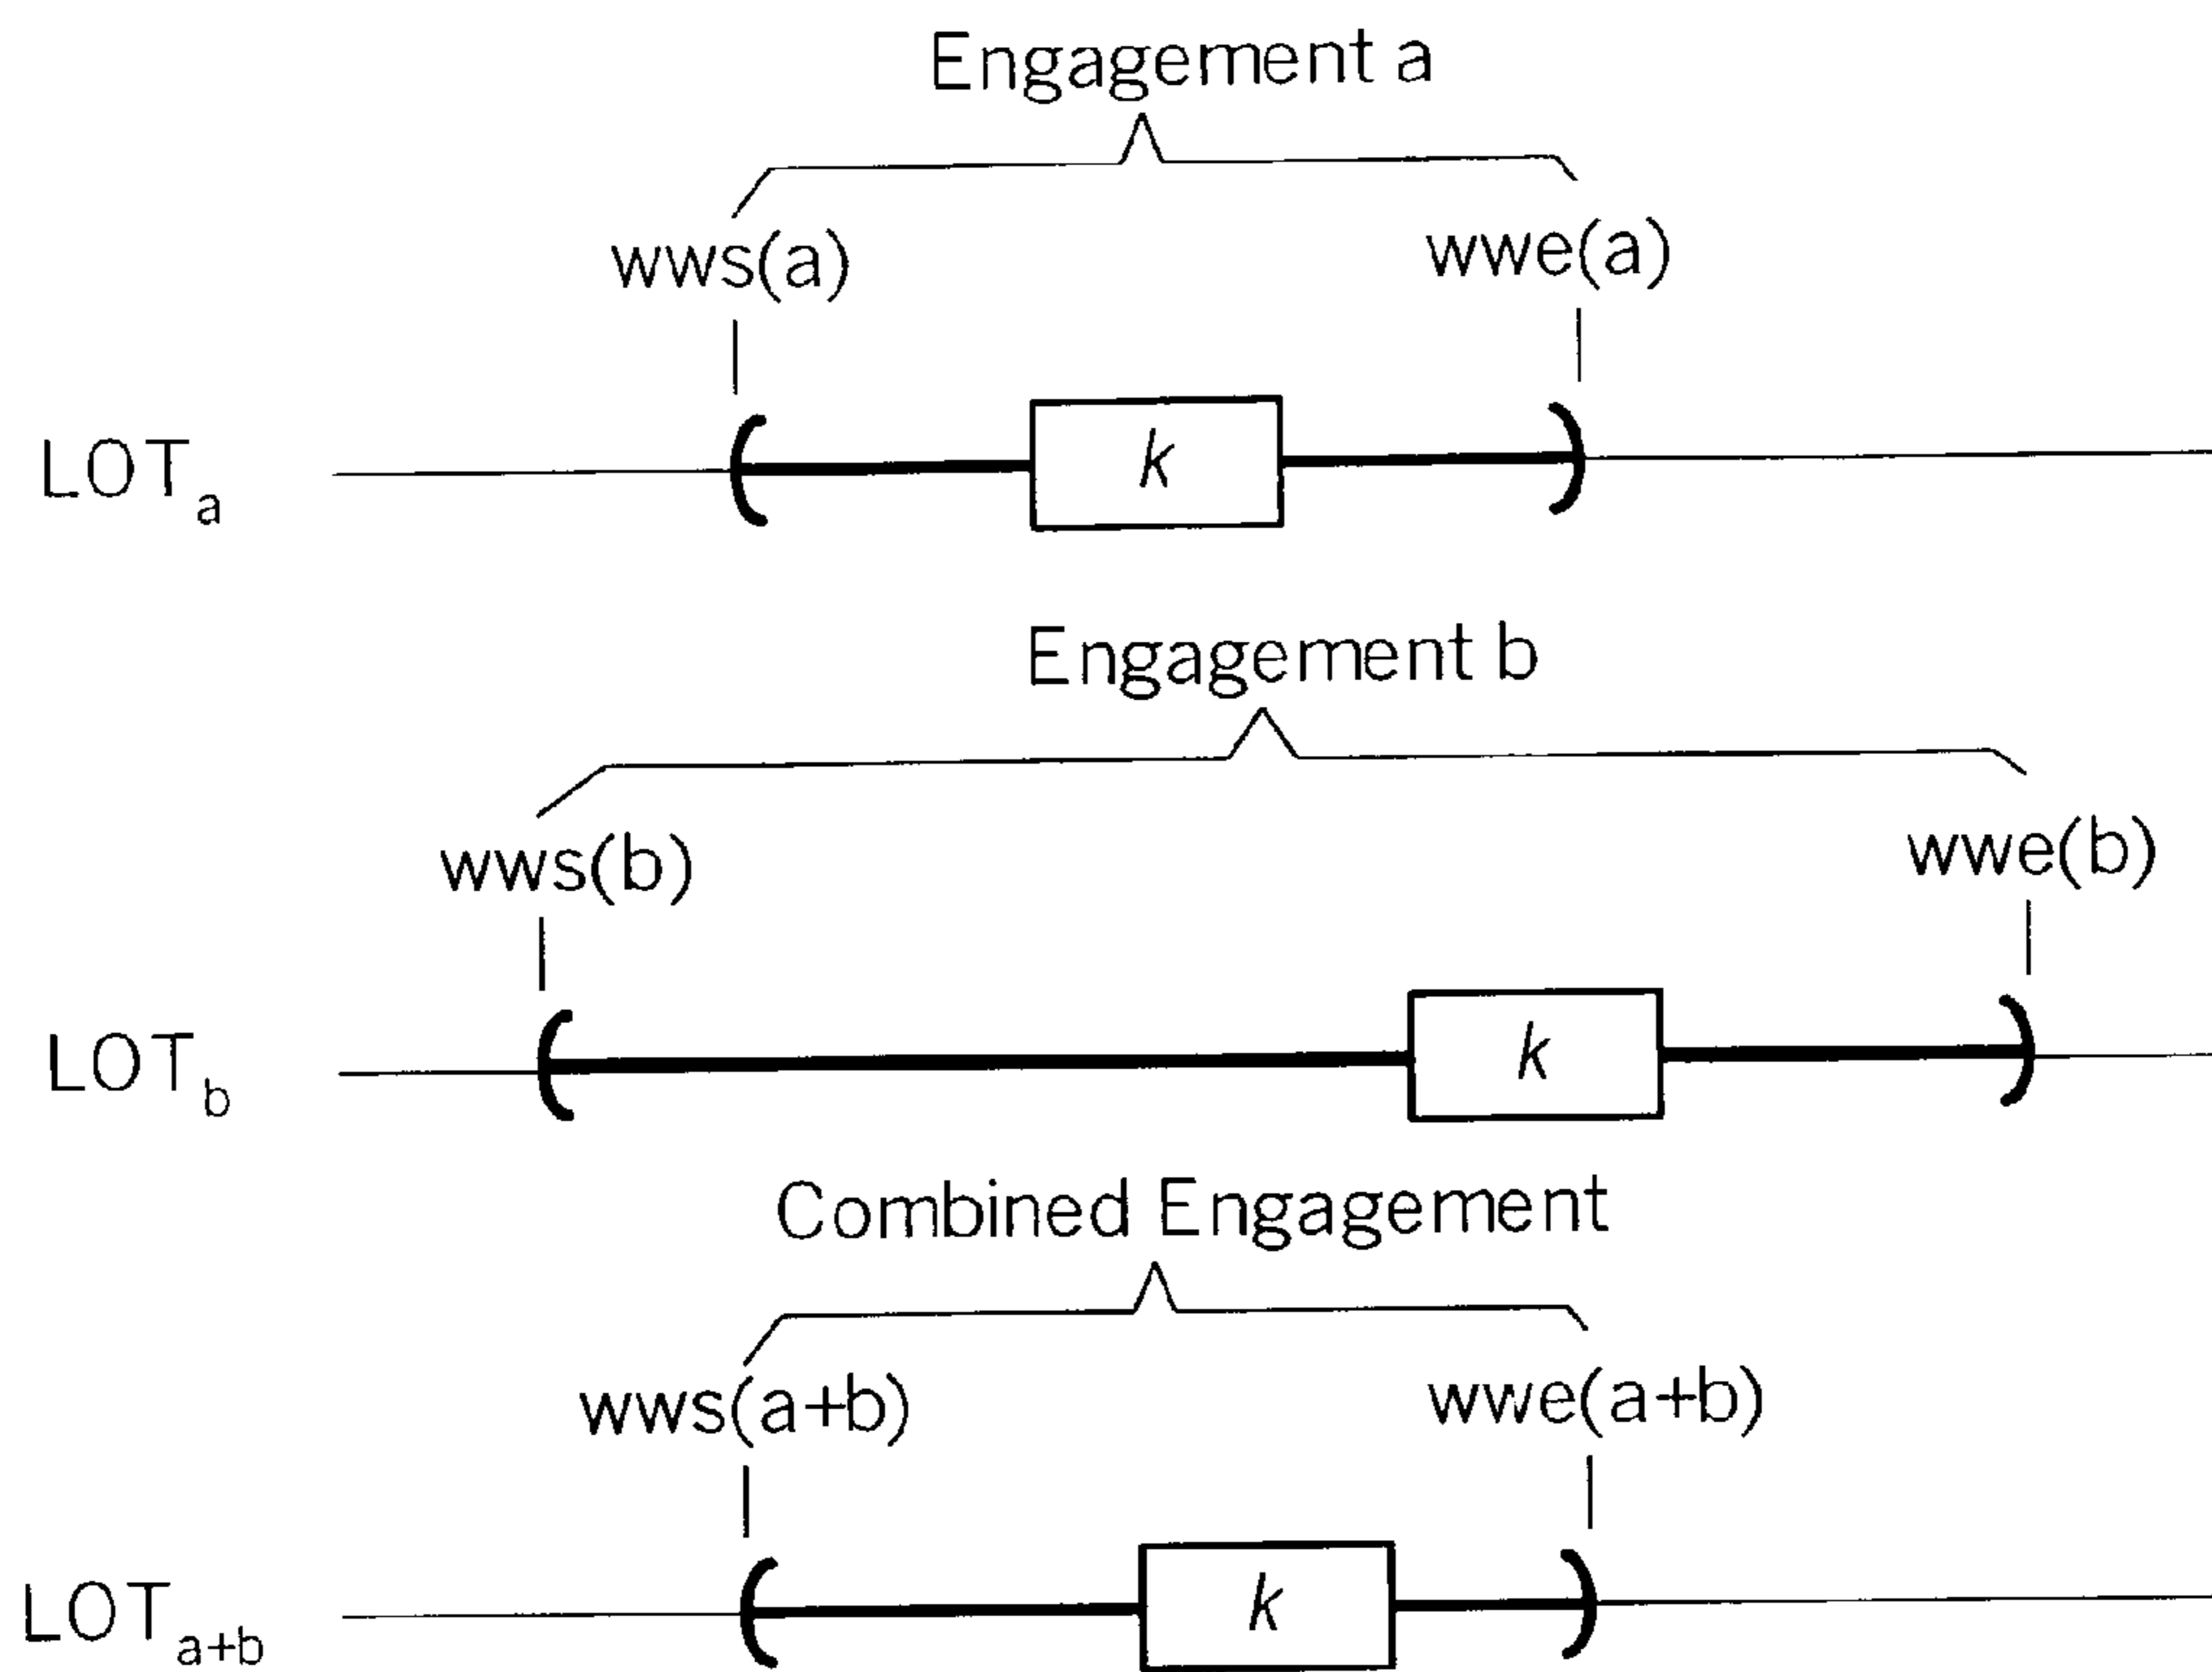 Engagement a
wws(a) wwe(a)
LOTa k
Engagement b
wws(b) wwe(b)
LOTb k
Combined Engagement
wws(a+b) wwe(a+b)
LOTa+b k